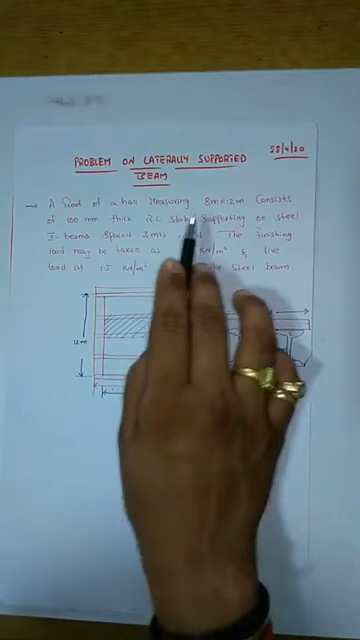 28/4/20
PROBLEM ON LATERALLY SUPPORTED
BEAM
→ A Roof of a hall Measuring 8m x 12m Consists
of 100 mm thick RC slab Supporting on Steel
I-beams Spaced 3mts The finishing
load may be taken as KN/m² & live
load as 1.5 KN/m² the Steel beam
12m